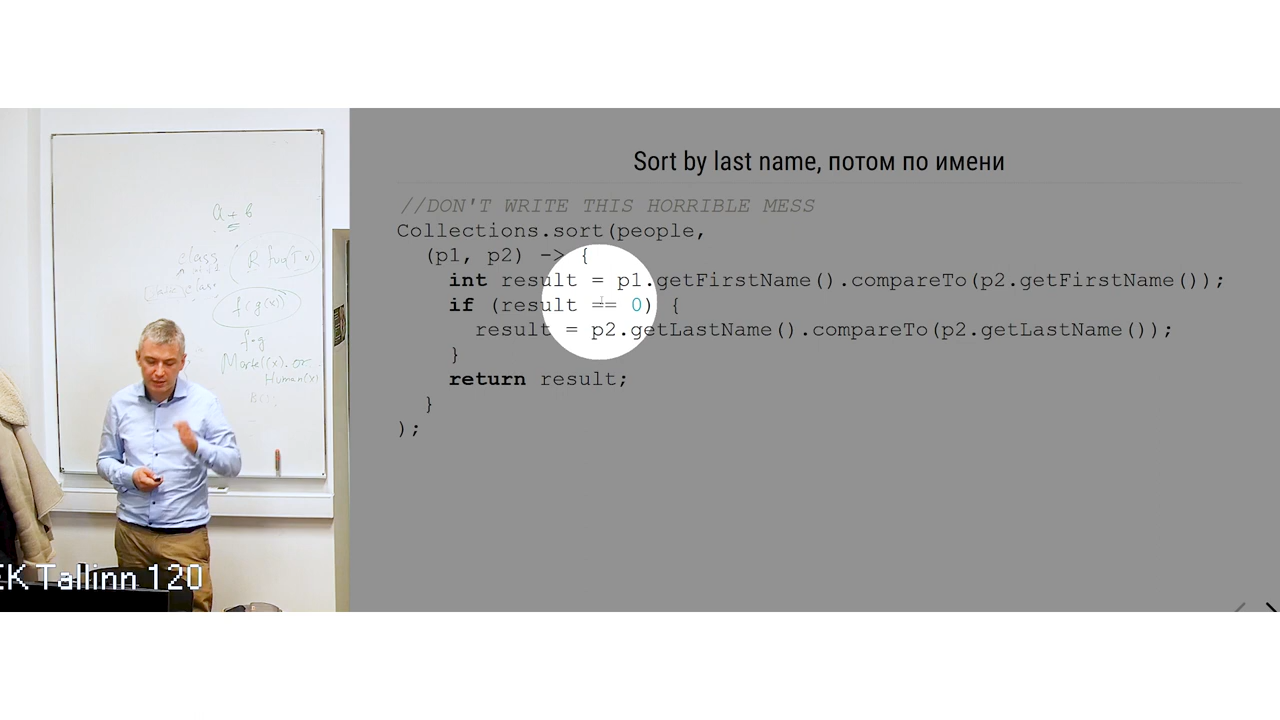 Sort by last name, потом по имени
//DON'T WRITE THIS HORRIBLE MESS
Collections.sort(people,
(p1, p2) -> {
int result = p1.getFirstName().compareTo(p2.getFirstName());
if (result == 0) {
result = p2.getLastName().compareTo(p2.getLastName());
}
return result;
}
);
a + b
class
R fuq(T x)
f(g(x))
f·g
Human(x)
EK Tallinn 120